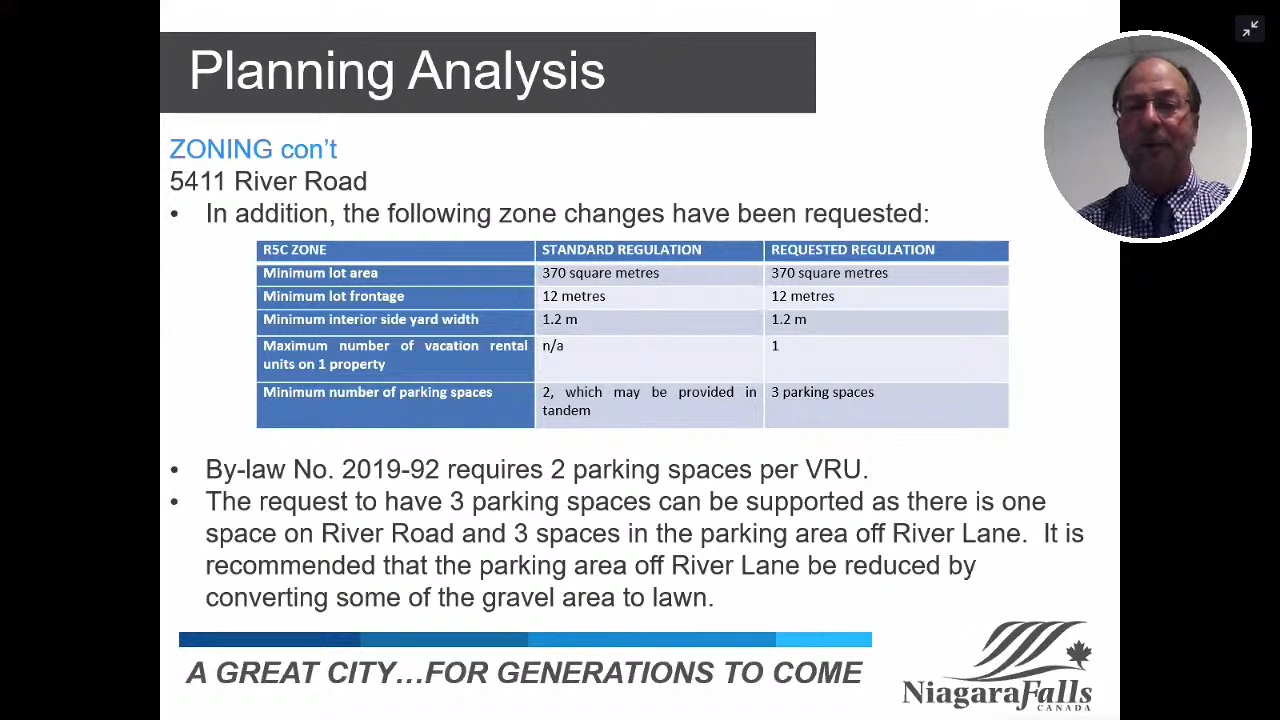 Planning Analysis
ZONING con't
5411 River Road
• In addition, the following zone changes have been requested:
R5C ZONE STANDARD REGULATION REQUESTED REGULATION
Minimum lot area 370 square metres 370 square metres
Minimum lot frontage 12 metres 12 metres
Minimum interior side yard width 1.2 m 1.2 m
Maximum number of vacation rental n/a 1
units on 1 property
Minimum number of parking spaces 2, which may be provided in 3 parking spaces
tandem
• By-law No. 2019-92 requires 2 parking spaces per VRU.
• The request to have 3 parking spaces can be supported as there is one
space on River Road and 3 spaces in the parking area off River Lane. It is
recommended that the parking area off River Lane be reduced by
converting some of the gravel area to lawn.
A GREAT CITY…FOR GENERATIONS TO COME
NiagaraFalls
CANADA